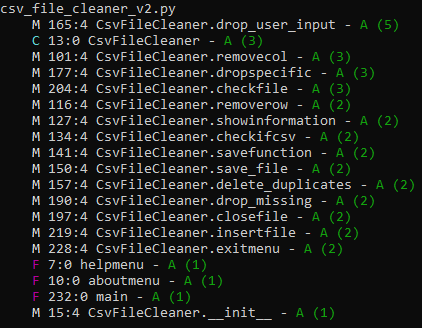 csv_file_cleaner_v2.py
M 165:4 CsvFileCleaner.drop_user_input - A (5)
C 13:0 CsvFileCleaner - A (3)
M 101:4 CsvFileCleaner.removecol - A (3)
M 177:4 CsvFileCleaner.dropspecific - A (3)
M 204:4 CsvFileCleaner.checkfile - A (3)
M 116:4 CsvFileCleaner.removerow - A (2)
M 127:4 CsvFileCleaner.showinformation - A (2)
M 134:4 CsvFileCleaner.checkifcsv - A (2)
M 141:4 CsvFileCleaner.savefunction - A (2)
M 150:4 CsvFileCleaner.save_file - A (2)
M 157:4 CsvFileCleaner.delete_duplicates - A (2)
M 190:4 CsvFileCleaner.drop_missing - A (2)
M 197:4 CsvFileCleaner.closefile - A (2)
M 219:4 CsvFileCleaner.insertfile - A (2)
M 228:4 CsvFileCleaner.exitmenu - A (2)
F 7:0 helpmenu - A (1)
F 10:0 aboutmenu - A (1)
F 232:0 main - A (1)
M 15:4 CsvFileCleaner.__init__ - A (1)